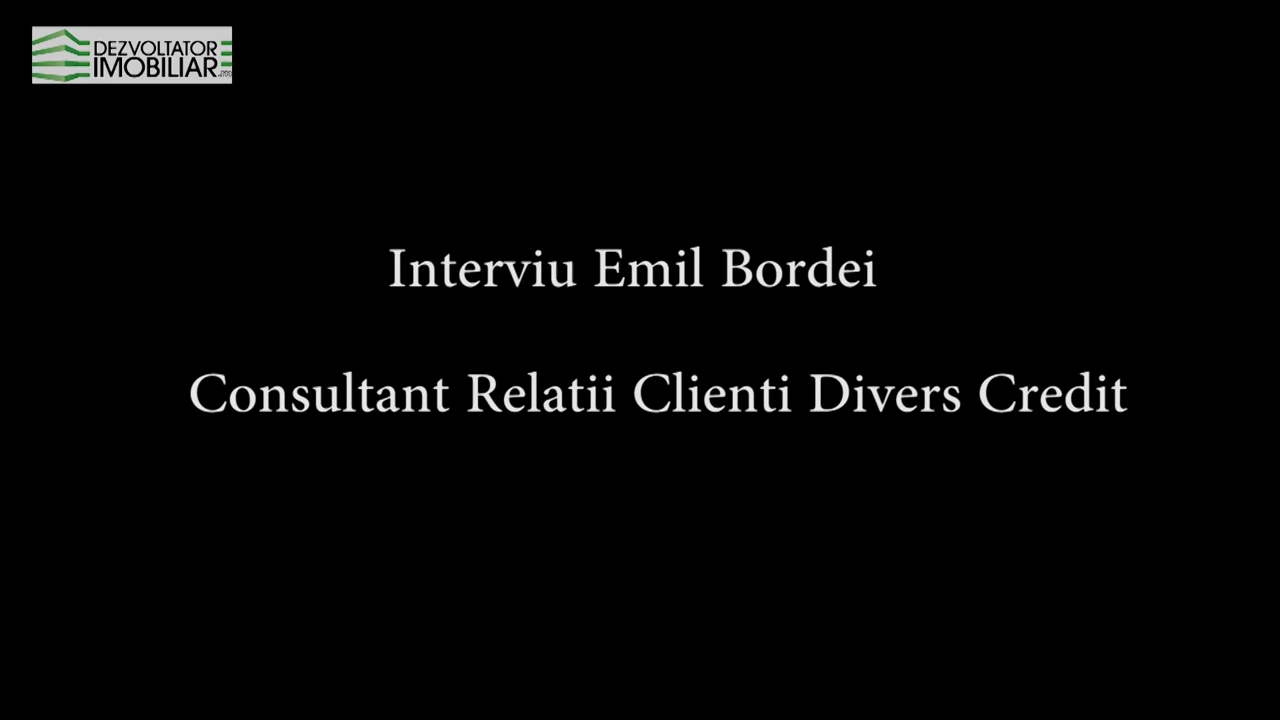 DEZVOLTATOR
IMOBILIAR
Interviu Emil Bordei
Consultant Relatii Clienti Divers Credit